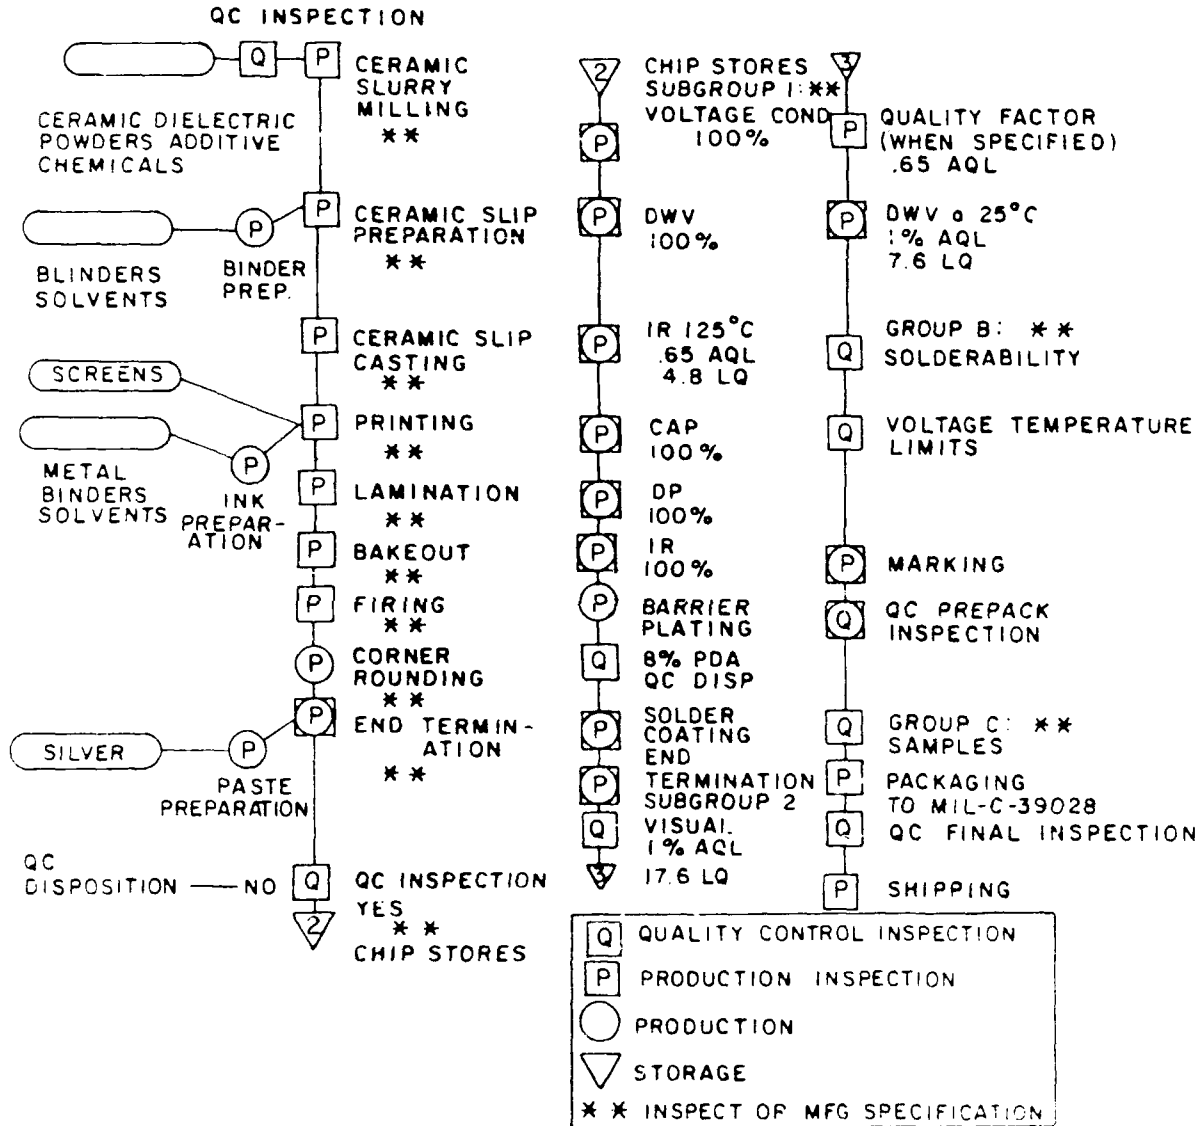 QC INSPECTION
Q
P
CERAMIC
SLURRY
MILLING
**
CERAMIC DIELECTRIC
POWDERS ADDITIVE
CHEMICALS
P
P
CERAMIC SLIP
PREPARATION
**
BLINDERS
SOLVENTS
BINDER
PREP.
P
CERAMIC SLIP
CASTING
**
SCREENS
P
PRINTING
**
P
METAL
BINDERS
SOLVENTS
INK
PREPAR-
ATION
P
LAMINATION
**
P
BAKEOUT
**
P
FIRING
**
P
CORNER
ROUNDING
**
P
END TERMIN-
ATION
**
SILVER
P
PASTE
PREPARATION
QC
DISPOSITION
NO
Q
QC INSPECTION
YES
**
2
CHIP STORES
2
CHIP STORES
SUBGROUP 1: **
VOLTAGE COND
100%
P
P
DWV
100%
P
IR 125°C
.65 AQL
4.8 LQ
P
CAP
100%
P
DP
100%
P
IR
100%
P
BARRIER
PLATING
Q
8% PDA
QC DISP
P
SOLDER
COATING
END
P
TERMINATION
SUBGROUP 2
Q
VISUAL
1% AQL
3
17.6 LQ
3
P
QUALITY FACTOR
(WHEN SPECIFIED)
.65 AQL
P
DWV a 25°C
1% AQL
7.6 LQ
GROUP B: **
Q
SOLDERABILITY
Q
VOLTAGE TEMPERATURE
LIMITS
P
MARKING
Q
QC PREPACK
INSPECTION
Q
GROUP C: **
SAMPLES
P
PACKAGING
TO MIL-C-39028
Q
QC FINAL INSPECTION
P
SHIPPING
Q
QUALITY CONTROL INSPECTION
P
PRODUCTION INSPECTION
PRODUCTION
STORAGE
** INSPECT OF MFG SPECIFICATION